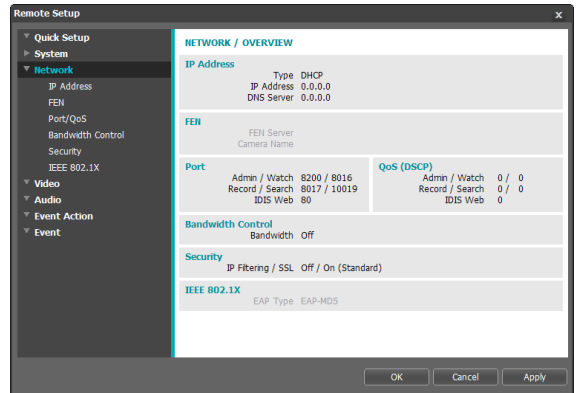 Remote Setup
x
Quick Setup
System
Network
IP Address
FEN
Port/QoS
Bandwidth Control
Security
IEEE 802.1X
Video
Audio
Event Action
Event
NETWORK / OVERVIEW
IP Address
Type DHCP
IP Address 0.0.0.0
DNS Server 0.0.0.0
FEN
FEN Server
Camera Name
Port
Admin / Watch 8200 / 8016
Record / Search 8017 / 10019
IDIS Web 80
QoS (DSCP)
Admin / Watch 0 / 0
Record / Search 0 / 0
IDIS Web 0
Bandwidth Control
Bandwidth Off
Security
IP Filtering / SSL Off / On (Standard)
IEEE 802.1X
EAP Type EAP-MD5
OK Cancel Apply